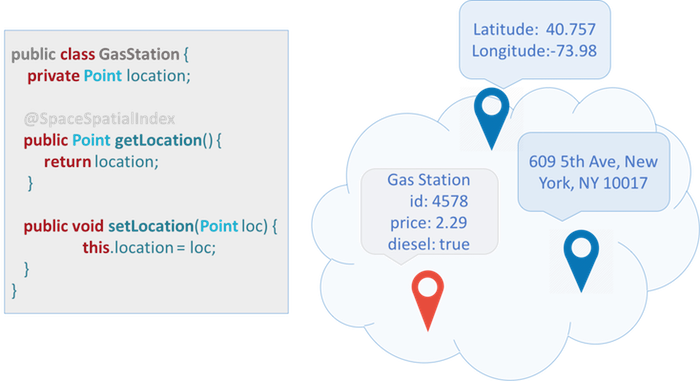 public class GasStation {
private Point location;
@SpaceSpatialIndex
public Point getLocation() {
return location;
}
public void setLocation(Point loc) {
this.location = loc;
}
}
Latitude: 40.757
Longitude:-73.98
609 5th Ave, New
York, NY 10017
Gas Station
id: 4578
price: 2.29
diesel: true